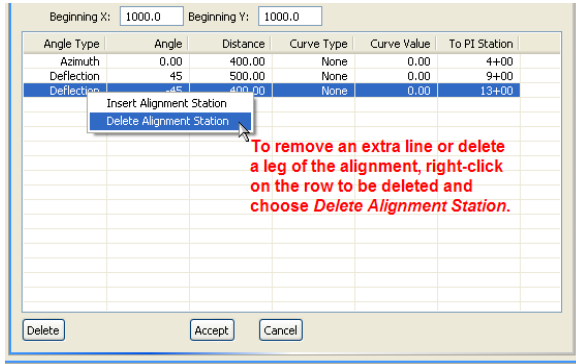 Beginning X: 1000.0 Beginning Y: 1000.0
Angle Type Angle Distance Curve Type Curve Value To PI Station
Azimuth 0.00 400.00 None 0.00 4+00
Deflection 45 500.00 None 0.00 9+00
Deflection -45 400.00 None 0.00 13+00
Insert Alignment Station
Delete Alignment Station
To remove an extra line or delete
a leg of the alignment, right-click
on the row to be deleted and
choose Delete Alignment Station.
Delete Accept Cancel